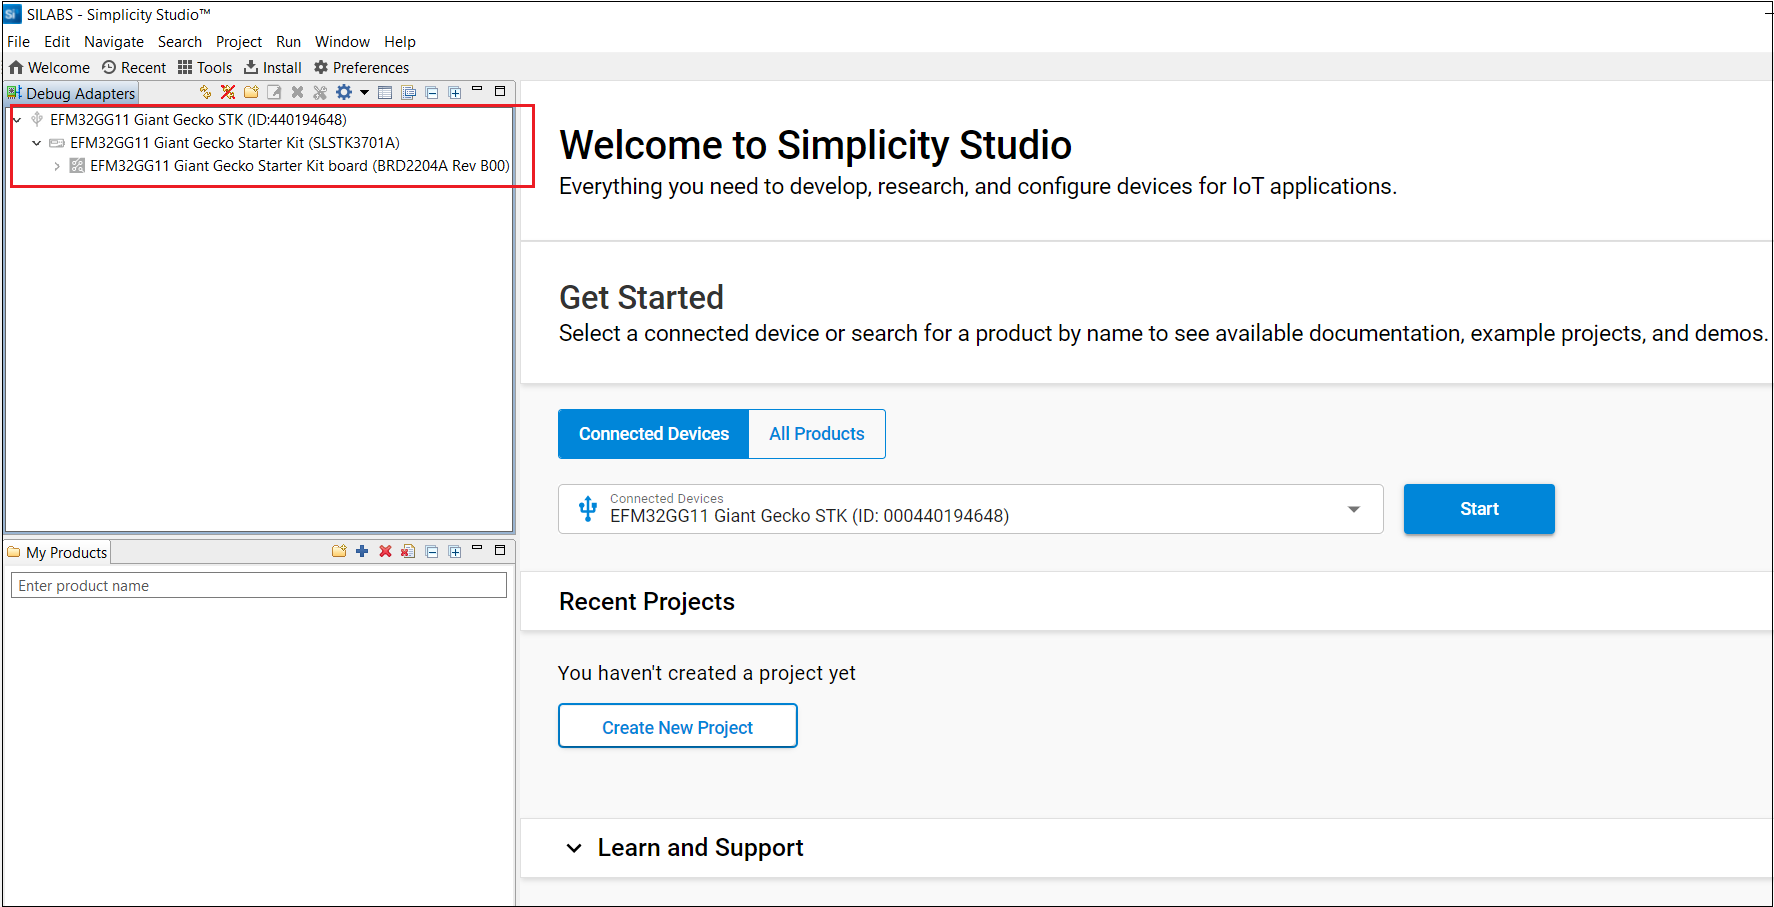 SILABS - Simplicity Studio™
File Edit Navigate Search Project Run Window Help
Welcome Recent Tools Install Preferences
Debug Adapters
EFM32GG11 Giant Gecko STK (ID:440194648)
EFM32GG11 Giant Gecko Starter Kit (SLSTK3701A)
EFM32GG11 Giant Gecko Starter Kit board (BRD2204A Rev B00)
My Products
Enter product name
Welcome to Simplicity Studio
Everything you need to develop, research, and configure devices for IoT applications.
Get Started
Select a connected device or search for a product by name to see available documentation, example projects, and demos.
Connected Devices All Products
Connected Devices
EFM32GG11 Giant Gecko STK (ID: 000440194648)
Start
Recent Projects
You haven't created a project yet
Create New Project
Learn and Support